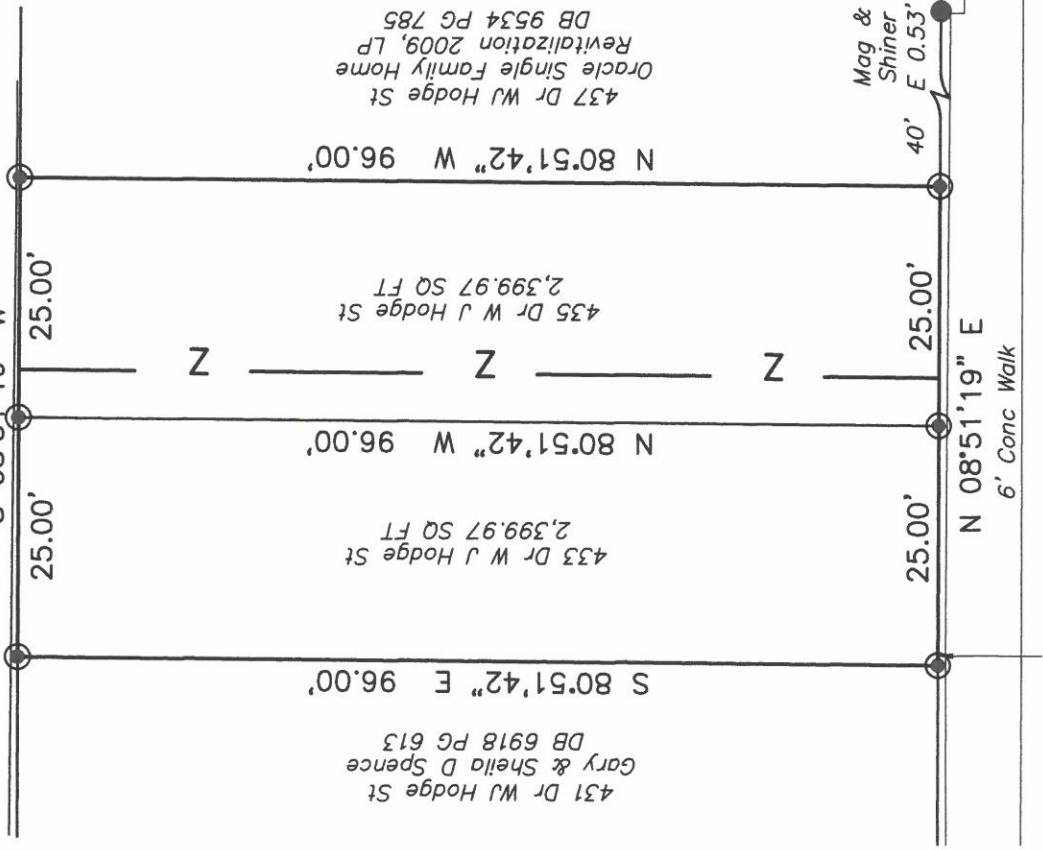 437 Dr WJ Hodge St
Oracle Single Family Home
Revitalization 2009, LP
DB 9534 PG 785
Mag &
Shiner
40' E 0.53'
N 80°51'42" W 96.00'
25.00'
435 Dr W J Hodge St
2,399.97 SQ FT
25.00'
Z Z Z
N 80°51'42" W 96.00'
25.00'
433 Dr W J Hodge St
2,399.97 SQ FT
25.00'
N 08°51'19" E
6' Conc Walk
S 80°51'42" E 96.00'
431 Dr WJ Hodge St
Gary & Sheila D Spence
DB 6918 PG 613